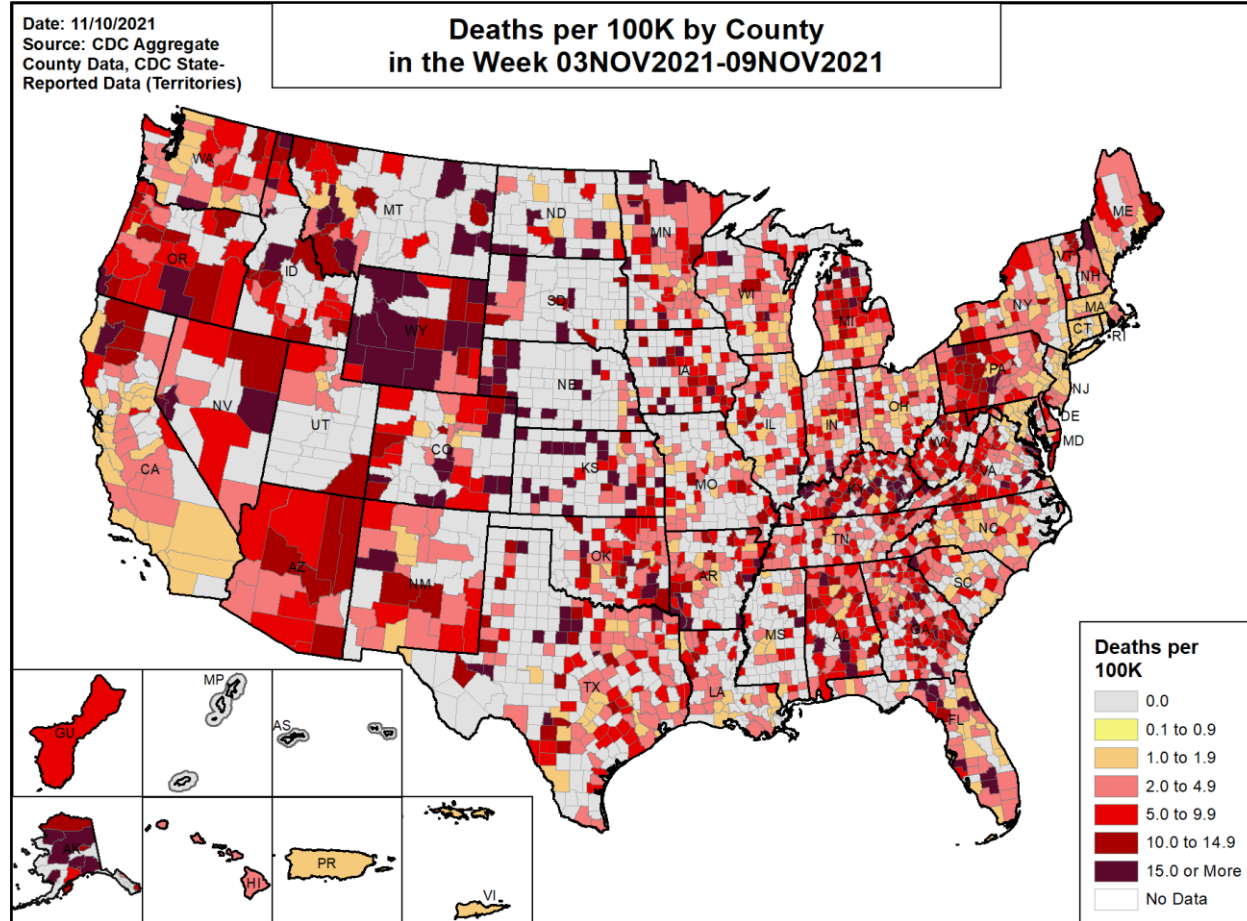 Date: 11/10/2021
Source: CDC Aggregate
County Data, CDC State-
Reported Data (Territories)
Deaths per 100K by County
in the Week 03NOV2021-09NOV2021
WA
MT
ND
MN
ME
OR
ID
WY
SD
WI
MI
NY
VT
NH
MA
CT
RI
NV
UT
CO
NE
IA
IL
IN
OH
PA
NJ
DE
MD
CA
KS
MO
KY
WV
VA
AZ
NM
OK
AR
TN
NC
SC
TX
LA
MS
AL
GA
FL
GU
MP
AS
AK
HI
PR
VI
Deaths per
100K
0.0
0.1 to 0.9
1.0 to 1.9
2.0 to 4.9
5.0 to 9.9
10.0 to 14.9
15.0 or More
No Data